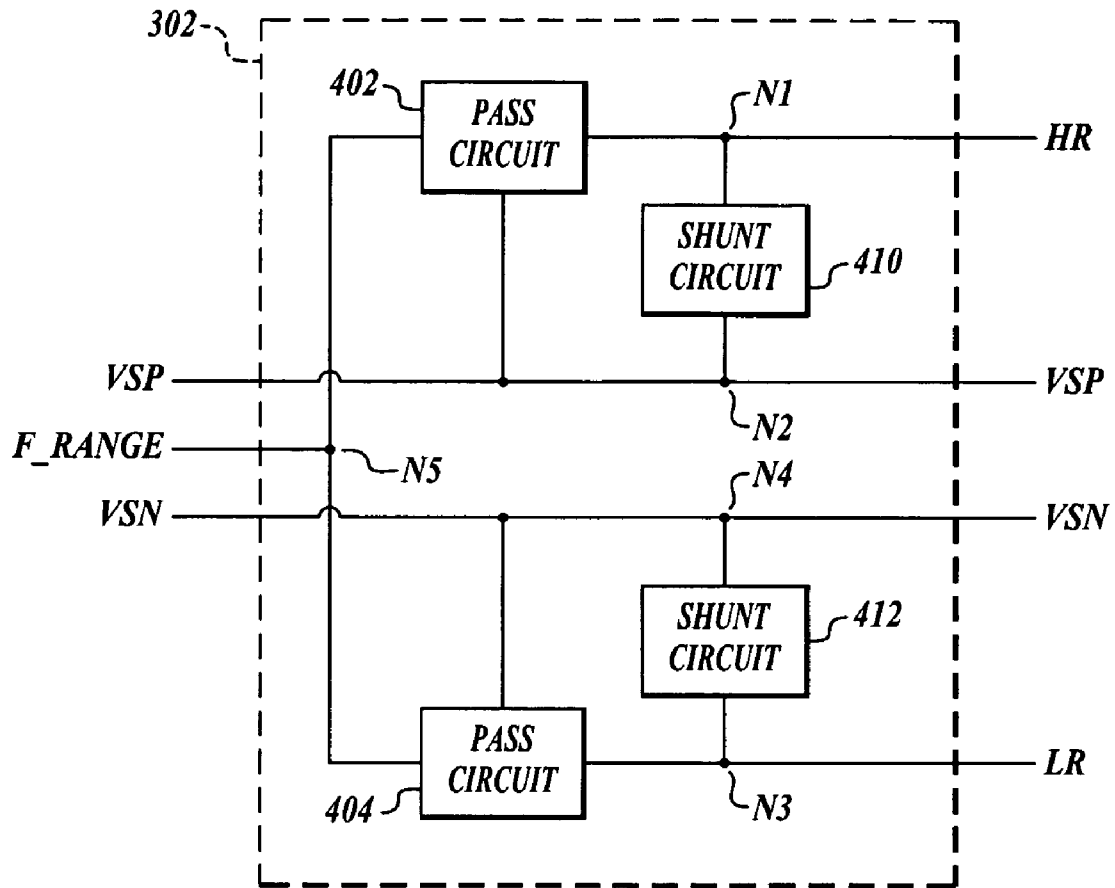 302
402
PASS
CIRCUIT
N1
HR
SHUNT
CIRCUIT
410
VSP
VSP
N2
F_RANGE
N5
N4
VSN
VSN
SHUNT
CIRCUIT
412
PASS
CIRCUIT
404
N3
LR